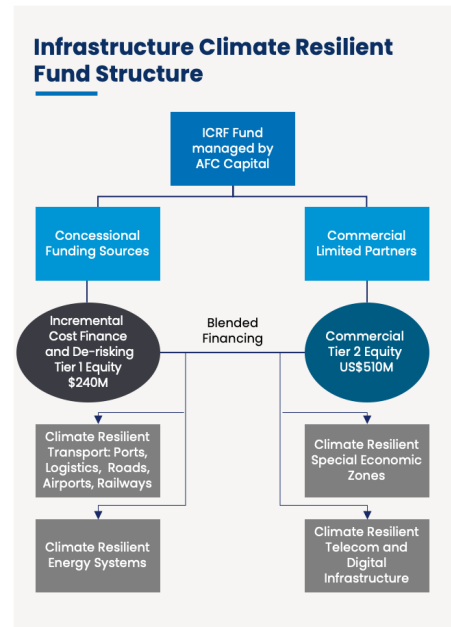 Infrastructure Climate Resilient
Fund Structure
ICRF Fund
managed by
AFC Capital
Concessional
Funding Sources
Commercial
Limited Partners
Incremental
Cost Finance
and De-risking
Tier 1 Equity
$240M
Blended
Financing
Commercial
Tier 2 Equity
US$510M
Climate Resilient
Transport: Ports,
Logistics, Roads,
Airports, Railways
Climate Resilient
Special Economic
Zones
Climate Resilient
Energy Systems
Climate Resilient
Telecom and
Digital
Infrastructure